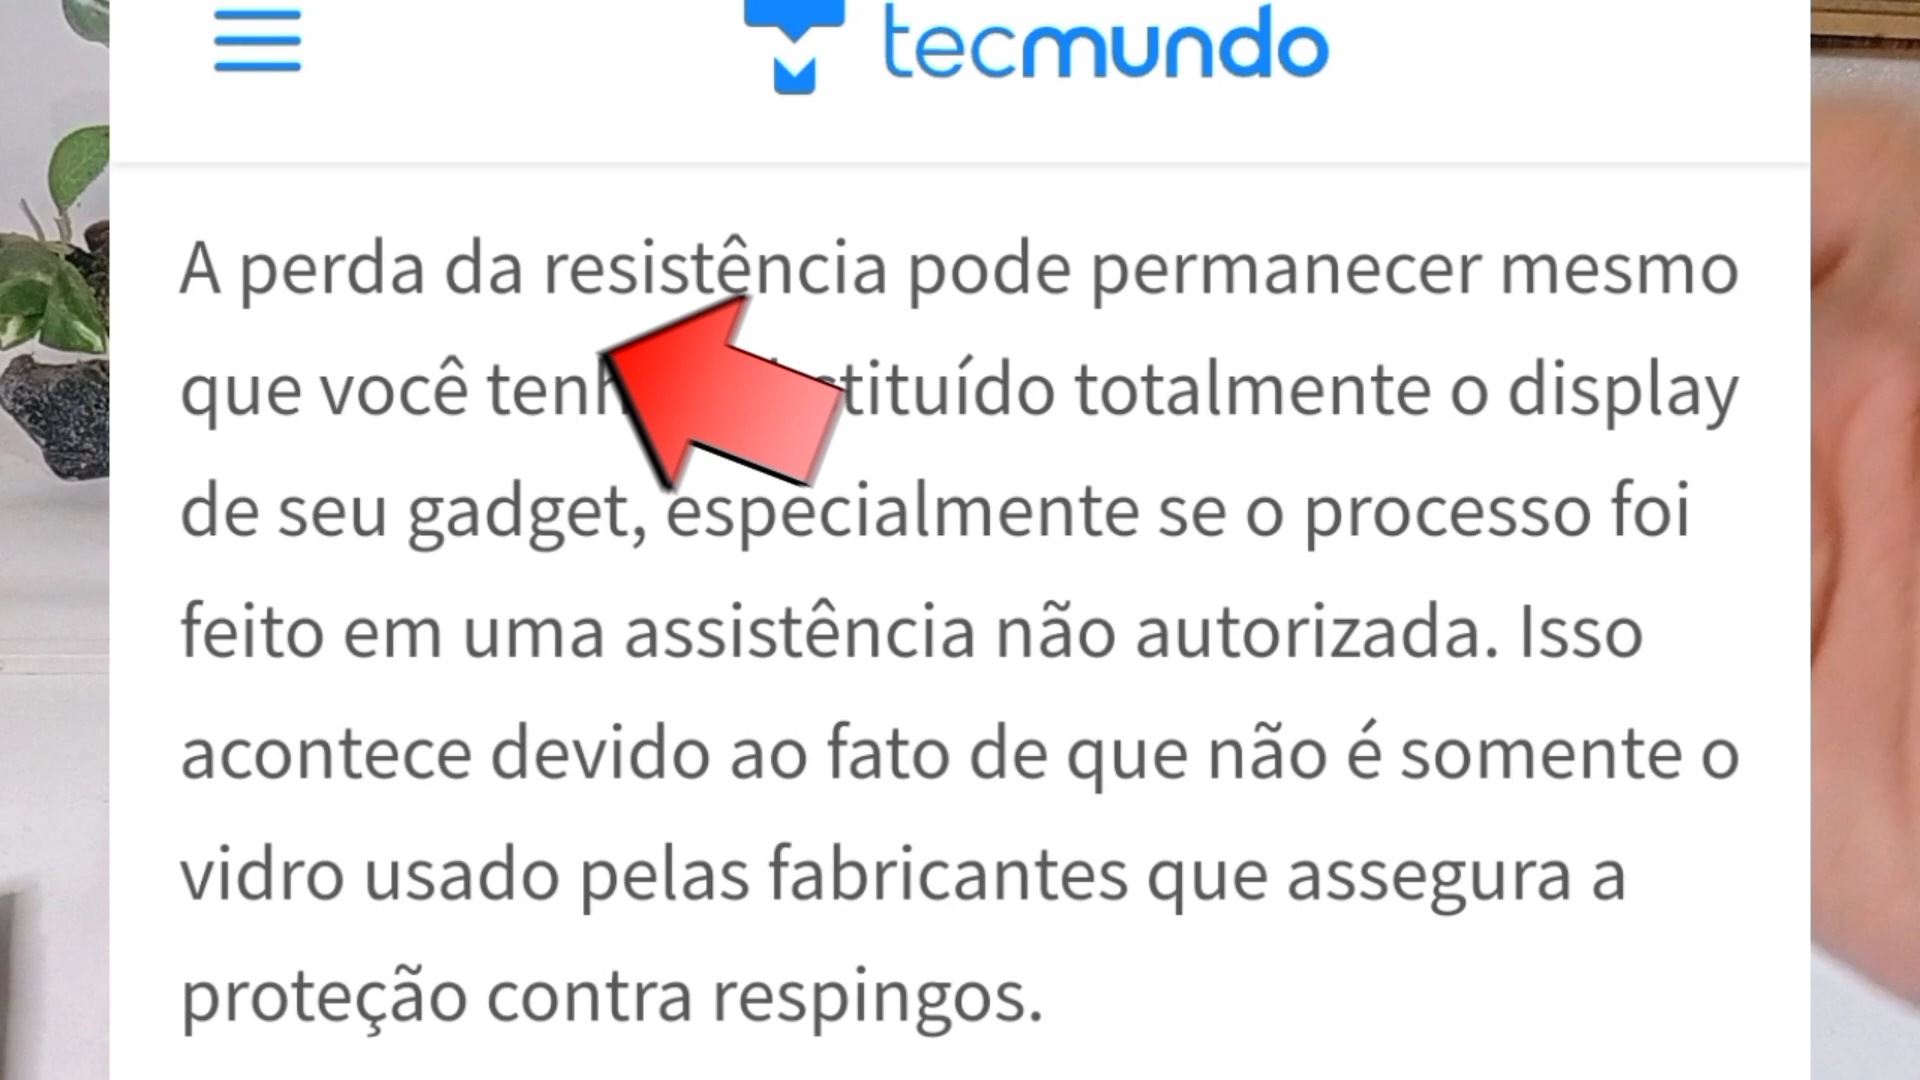 tecmundo
A perda da resistência pode permanecer mesmo
que você tituído totalmente o display
de seu gadget, especialmente se o processo foi
feito em uma assistência não autorizada. Isso
acontece devido ao fato de que não é somente o
vidro usado pelas fabricantes que assegura a
proteção contra respingos.